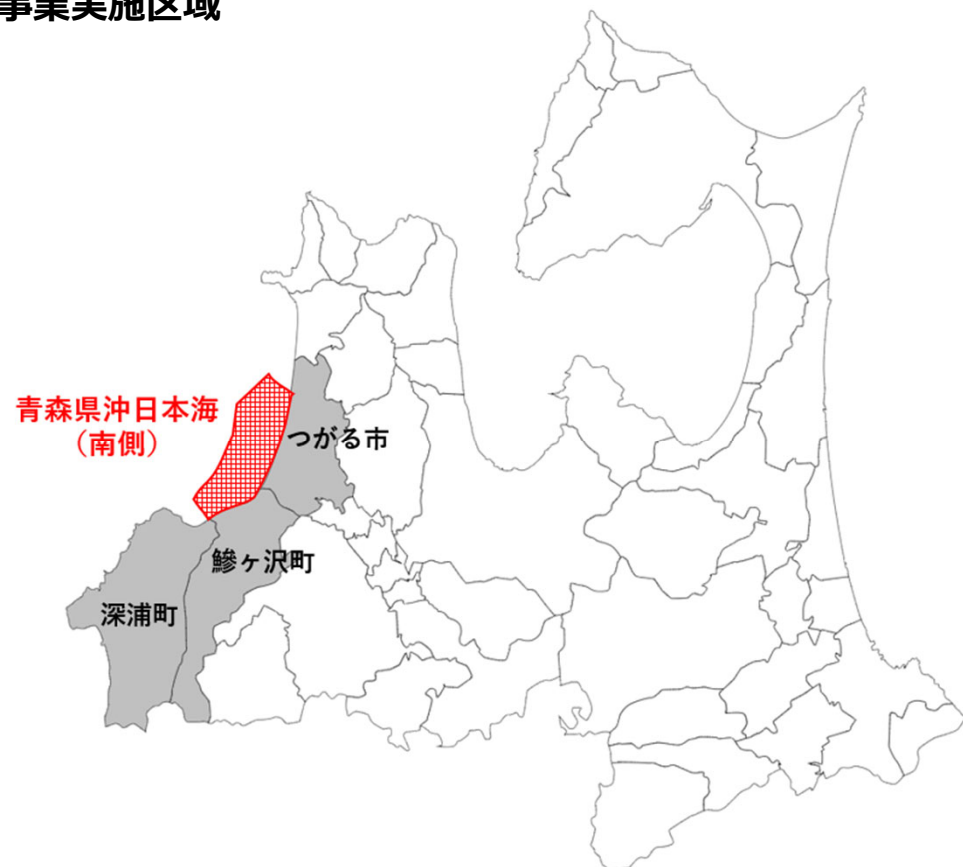 事業実施区域
青森県沖日本海
（南側）
つがる市
鰺ヶ沢町
深浦町